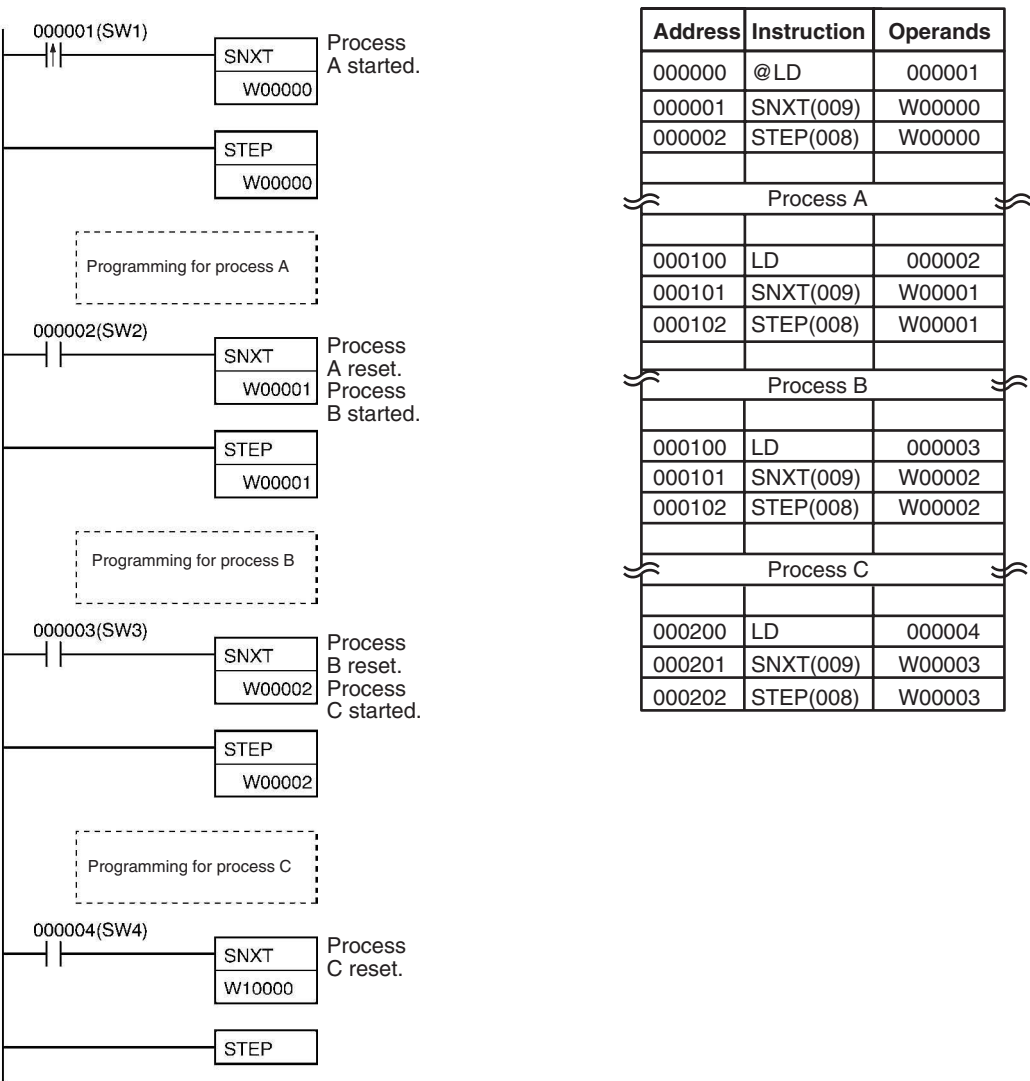 000001(SW1)
SNXT
W00000
Process
A started.
STEP
W00000
Programming for process A
000002(SW2)
SNXT
W00001
Process
A reset.
Process
B started.
STEP
W00001
Programming for process B
000003(SW3)
SNXT
W00002
Process
B reset.
Process
C started.
STEP
W00002
Programming for process C
000004(SW4)
SNXT
W10000
Process
C reset.
STEP
Address Instruction Operands
000000 @LD 000001
000001 SNXT(009) W00000
000002 STEP(008) W00000
Process A
000100 LD 000002
000101 SNXT(009) W00001
000102 STEP(008) W00001
Process B
000100 LD 000003
000101 SNXT(009) W00002
000102 STEP(008) W00002
Process C
000200 LD 000004
000201 SNXT(009) W00003
000202 STEP(008) W00003